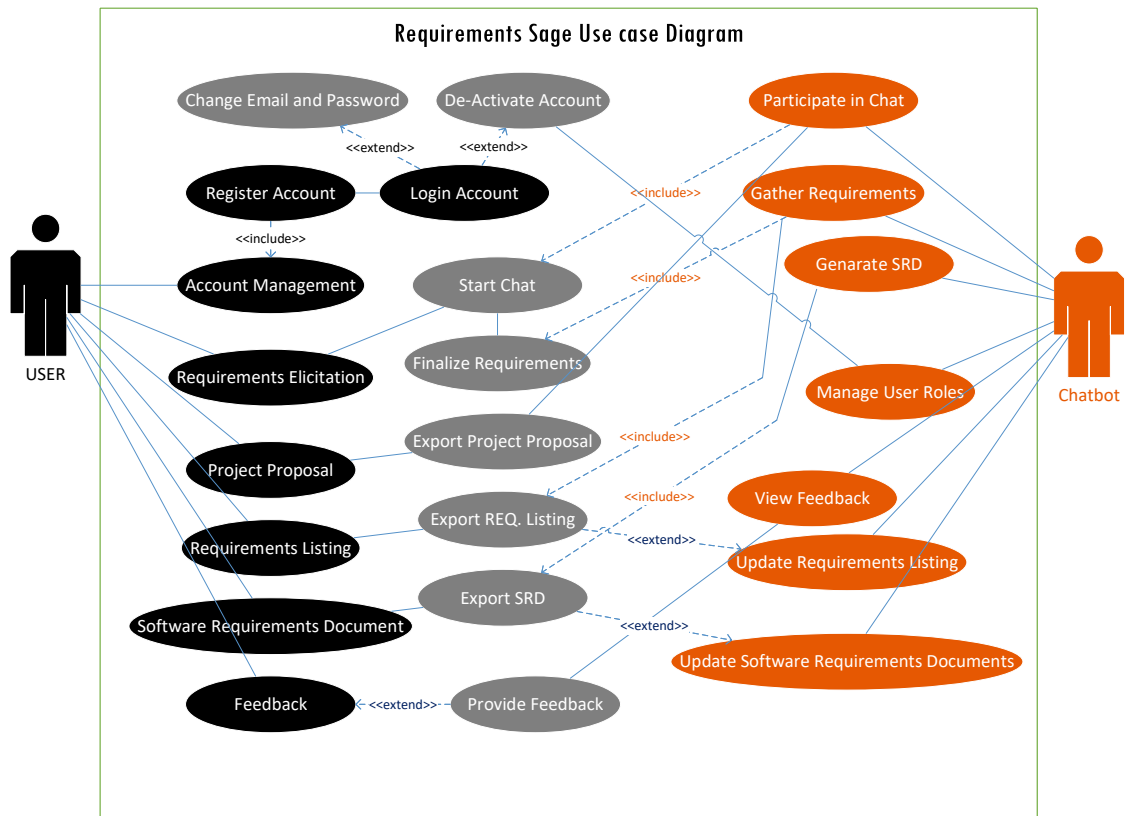 Requirements Sage Use case Diagram
Change Email and Password
De-Activate Account
Participate in Chat
<<extend>>
<<extend>>
Register Account
Login Account
<<include>>
Gather Requirements
<<include>>
Genarate SRD
Account Management
Start Chat
<<include>>
USER
Requirements Elicitation
Finalize Requirements
Manage User Roles
Chatbot
<<include>>
Export Project Proposal
Project Proposal
<<include>>
View Feedback
Export REQ. Listing
<<extend>>
Requirements Listing
Update Requirements Listing
Export SRD
Software Requirements Document
<<extend>>
Update Software Requirements Documents
Feedback
<<extend>>
Provide Feedback